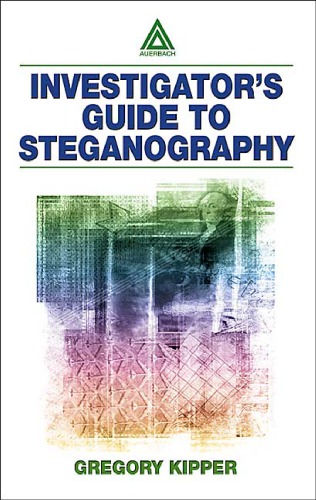 AUERBACH
INVESTIGATOR'S
GUIDE TO
STEGANOGRAPHY
GREGORY KIPPER